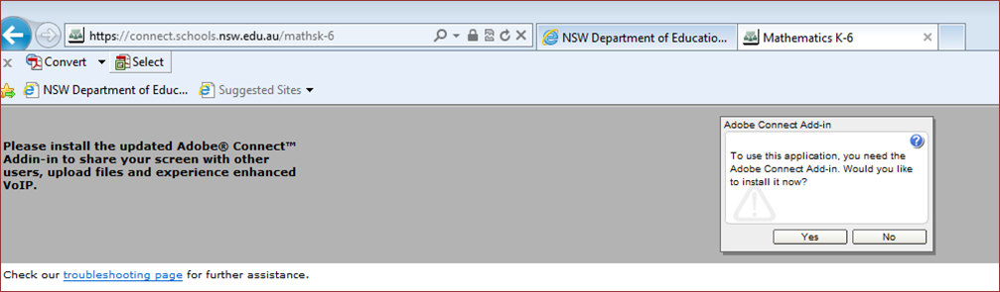 https://connect.schools.nsw.edu.au/mathsk-6
NSW Department of Educatio...
Mathematics K-6
Convert
Select
NSW Department of Educ...
Suggested Sites
Please install the updated Adobe® Connect™
Addin-in to share your screen with other
users, upload files and experience enhanced
VoIP.
Adobe Connect Add-in
To use this application, you need the
Adobe Connect Add-in. Would you like
to install it now?
Yes
No
Check our troubleshooting page for further assistance.